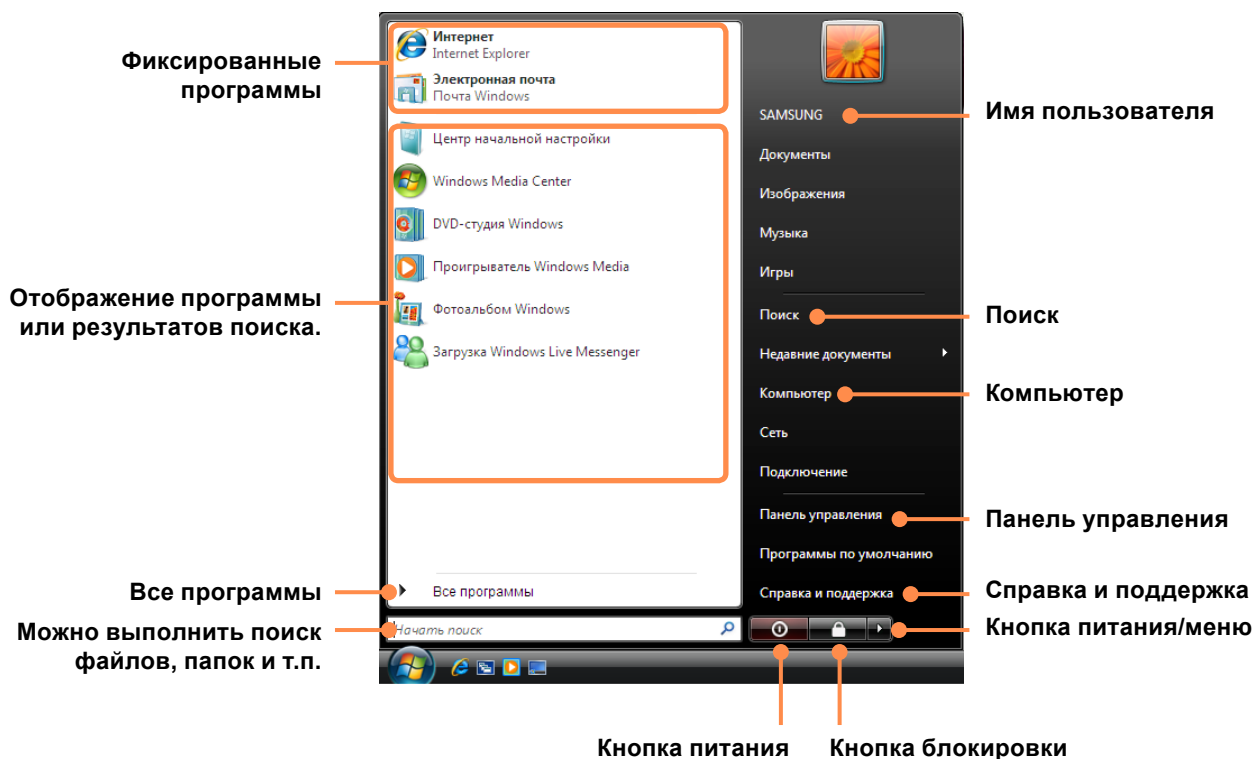 Фиксированные
программы
Отображение программы
или результатов поиска.
Все программы
Можно выполнить поиск
файлов, папок и т.п.
Интернет
Internet Explorer
Электронная почта
Почта Windows
Центр начальной настройки
Windows Media Center
DVD-студия Windows
Проигрыватель Windows Media
Фотоальбом Windows
Загрузка Windows Live Messenger
Все программы
Начать поиск
SAMSUNG
Документы
Изображения
Музыка
Игры
Поиск
Недавние документы
Компьютер
Сеть
Подключение
Панель управления
Программы по умолчанию
Справка и поддержка
Имя пользователя
Поиск
Компьютер
Панель управления
Справка и поддержка
Кнопка питания/меню
Кнопка питания
Кнопка блокировки